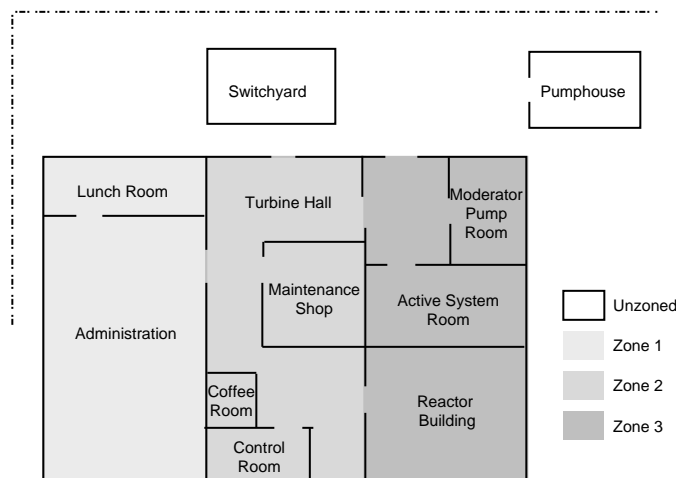 Switchyard
Pumphouse
Lunch Room
Turbine Hall
Moderator
Pump
Room
Maintenance
Shop
Active System
Room
Administration
Coffee
Room
Reactor
Building
Control
Room
Unzoned
Zone 1
Zone 2
Zone 3